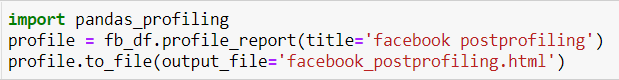 import pandas_profiling
profile = fb_df.profile_report(title='facebook postprofiling')
profile.to_file(output_file='facebook_postprofiling.html')